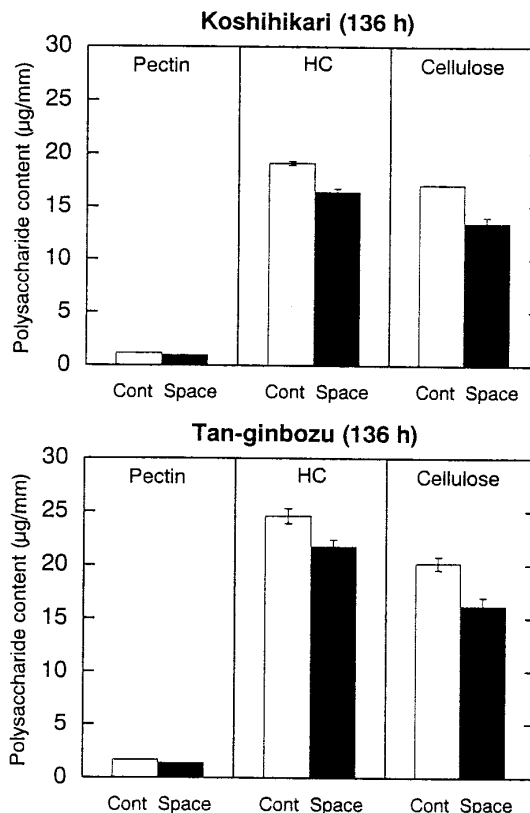 Koshihikari (136 h)
Polysaccharide content (µg/mm)
30
25
20
15
10
5
0
Pectin HC Cellulose
Cont Space Cont Space Cont Space
Tan-ginbozu (136 h)
Polysaccharide content (µg/mm)
30
25
20
15
10
5
0
Pectin HC Cellulose
Cont Space Cont Space Cont Space